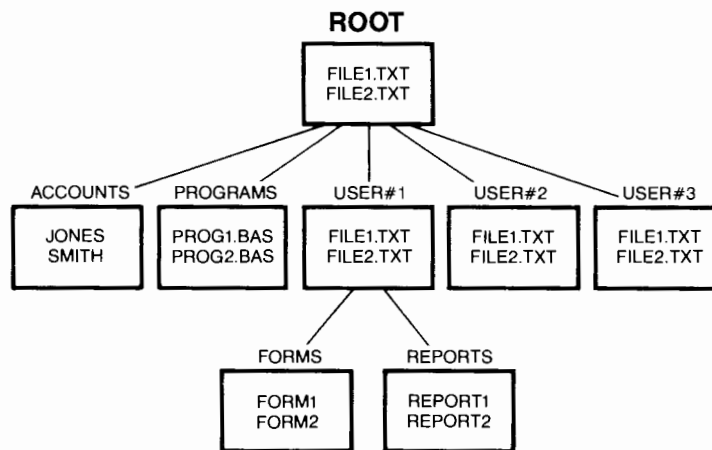 ROOT
FILE1.TXT
FILE2.TXT
ACCOUNTS
PROGRAMS
USER#1
USER#2
USER#3
JONES
SMITH
PROG1.BAS
PROG2.BAS
FILE1.TXT
FILE2.TXT
FILE1.TXT
FILE2.TXT
FILE1.TXT
FILE2.TXT
FORMS
REPORTS
FORM1
FORM2
REPORT1
REPORT2